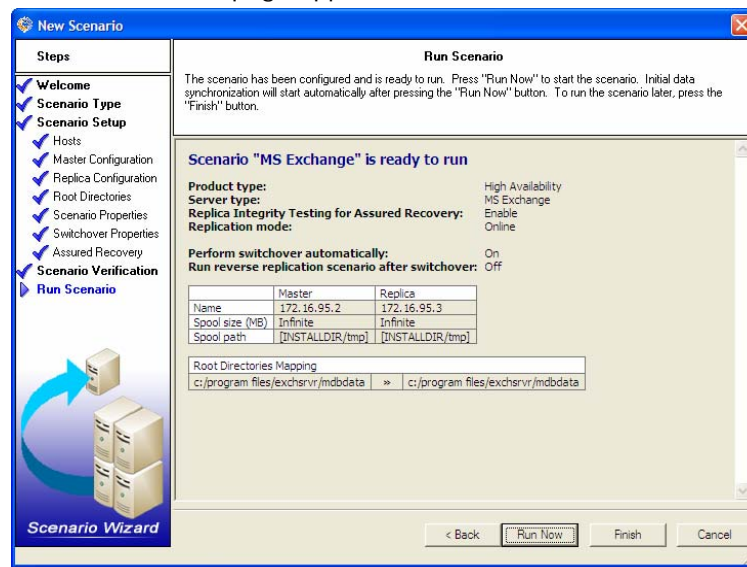 New Scenario
Steps
Welcome
Scenario Type
Scenario Setup
Hosts
Master Configuration
Replica Configuration
Root Directories
Scenario Properties
Switchover Properties
Assured Recovery
Scenario Verification
Run Scenario
Scenario Wizard
Run Scenario
The scenario has been configured and is ready to run. Press "Run Now" to start the scenario. Initial data
synchronization will start automatically after pressing the "Run Now" button. To run the scenario later, press the
"Finish" button.
Scenario "MS Exchange" is ready to run
Product type: High Availability
Server type: MS Exchange
Replica Integrity Testing for Assured Recovery: Enable
Replication mode: Online
Perform switchover automatically: On
Run reverse replication scenario after switchover: Off
Master Replica
Name 172.16.95.2 172.16.95.3
Spool size (MB) Infinite Infinite
Spool path [INSTALLDIR/tmp] [INSTALLDIR/tmp]
Root Directories Mapping
c:/program files/exchsrvr/mdbdata » c:/program files/exchsrvr/mdbdata
< Back Run Now Finish Cancel